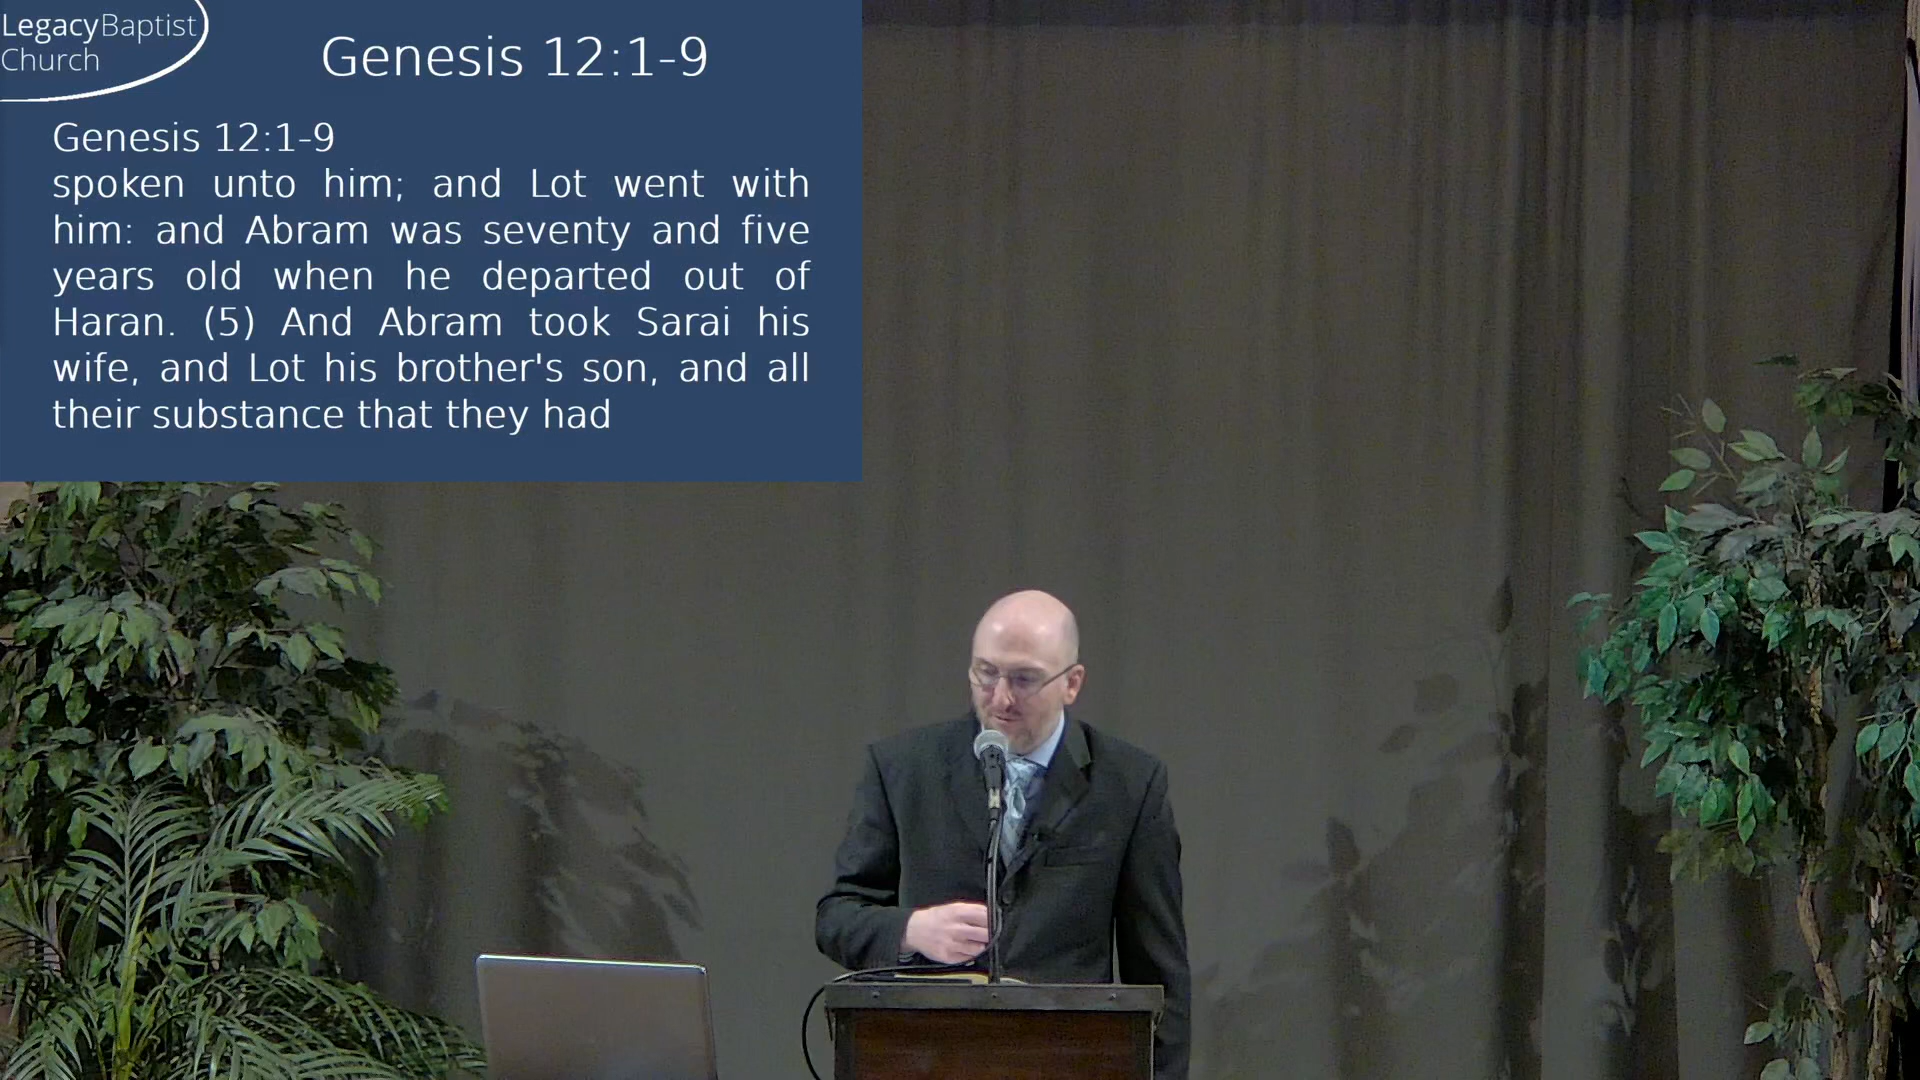 LegacyBaptist
Church
Genesis 12:1-9
Genesis 12:1-9
spoken unto him; and Lot went with
him: and Abram was seventy and five
years old when he departed out of
Haran. (5) And Abram took Sarai his
wife, and Lot his brother's son, and all
their substance that they had